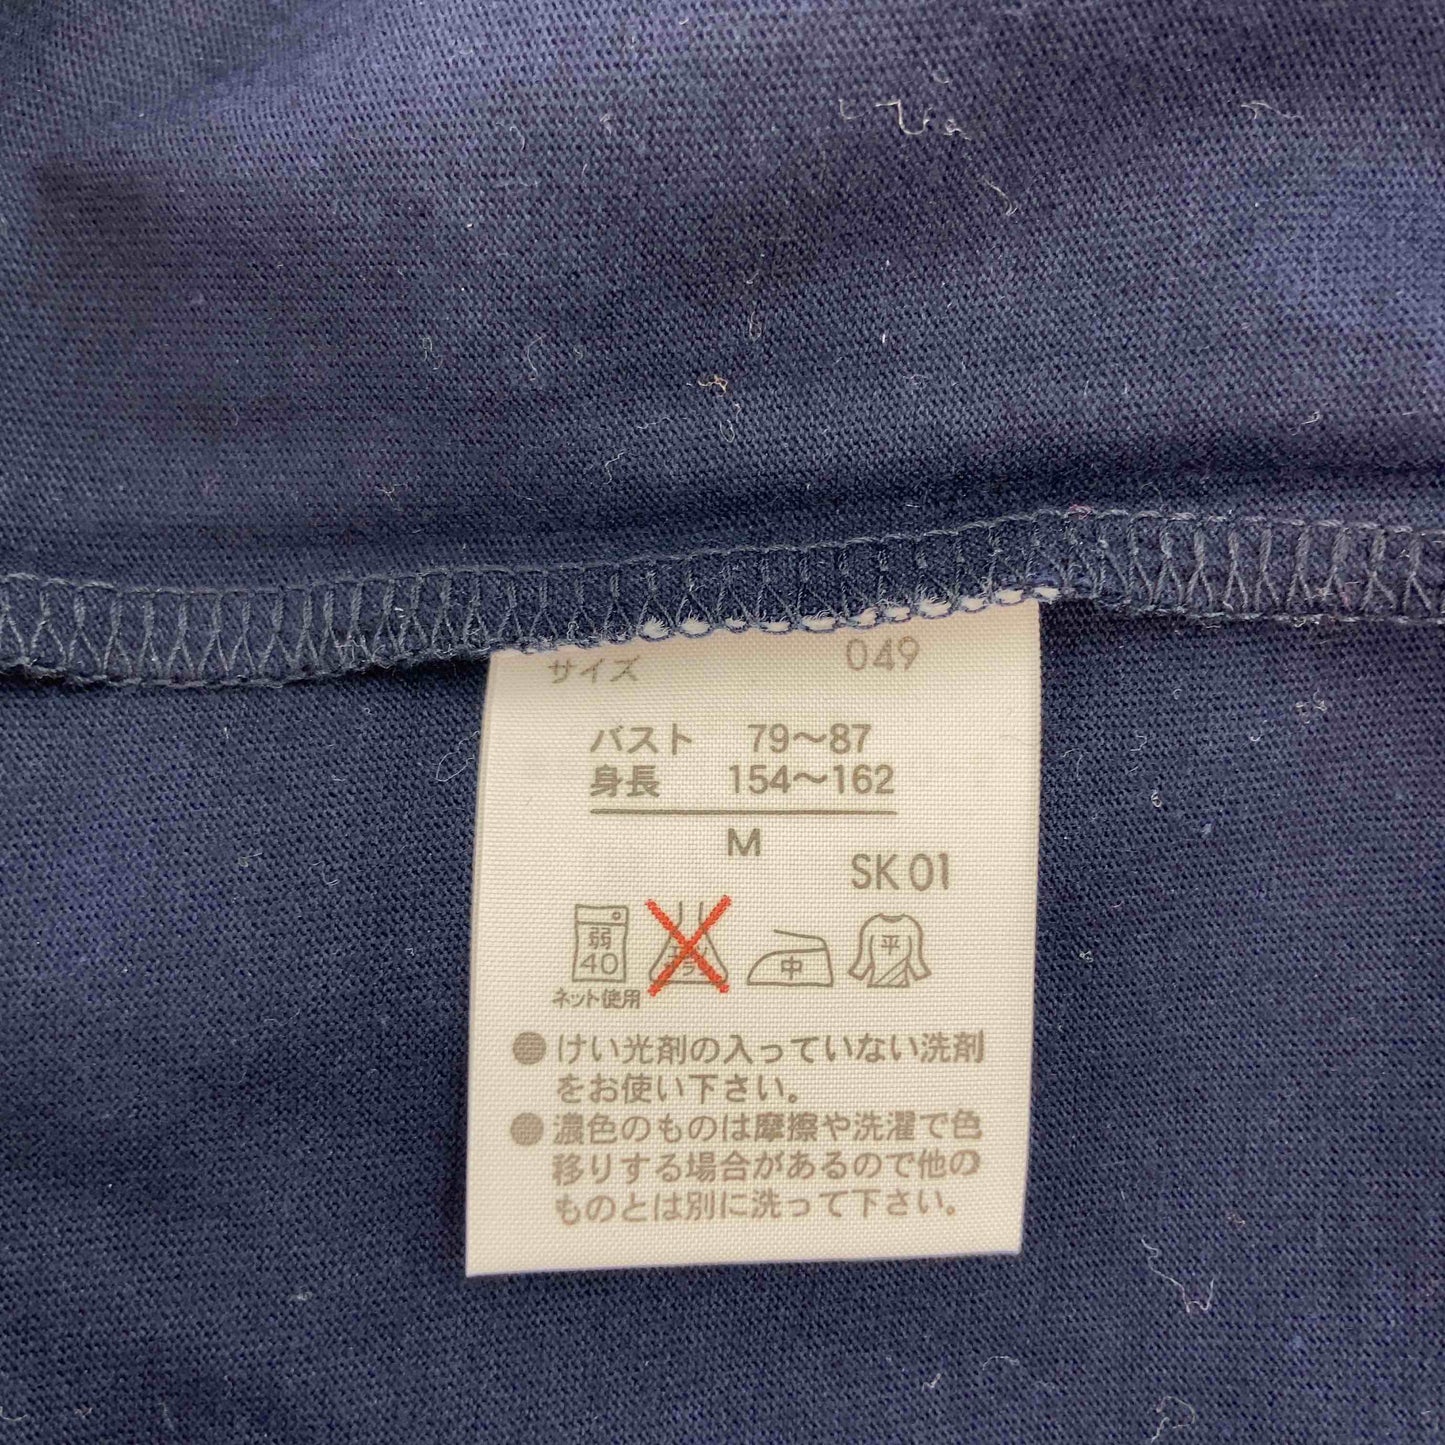 サイズ 049
バスト 79〜87
身長 154〜162
M
SK 01
弱
40
中
平
ネット使用
●けい光剤の入っていない洗剤
をお使い下さい。
●濃色のものは摩擦や洗濯で色
移りする場合があるので他の
ものとは別に洗って下さい。